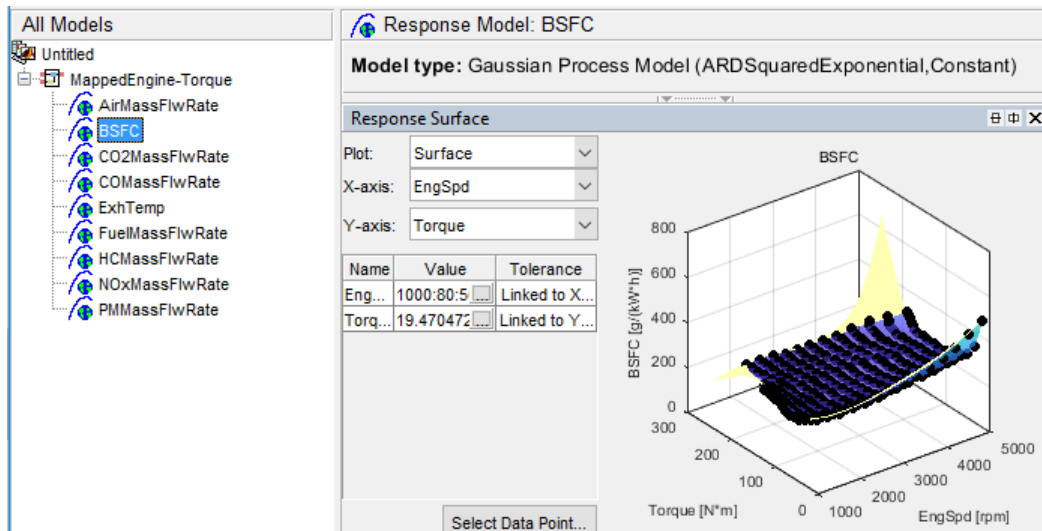 All Models
Untitled
MappedEngine-Torque
AirMassFlwRate
BSFC
CO2MassFlwRate
COMassFlwRate
ExhTemp
FuelMassFlwRate
HCMassFlwRate
NOxMassFlwRate
PMMassFlwRate
Response Model: BSFC
Model type: Gaussian Process Model (ARDSquaredExponential,Constant)
Response Surface
Plot: Surface
X-axis: EngSpd
Y-axis: Torque
Name Value Tolerance
Eng... 1000:80:5 ... Linked to X...
Torq... 19.470472 ... Linked to Y...
Select Data Point...
BSFC
BSFC [g/(kW*h)]
800
600
400
200
0
300
200
100
0
Torque [N*m]
1000
2000
3000
4000
5000
EngSpd [rpm]